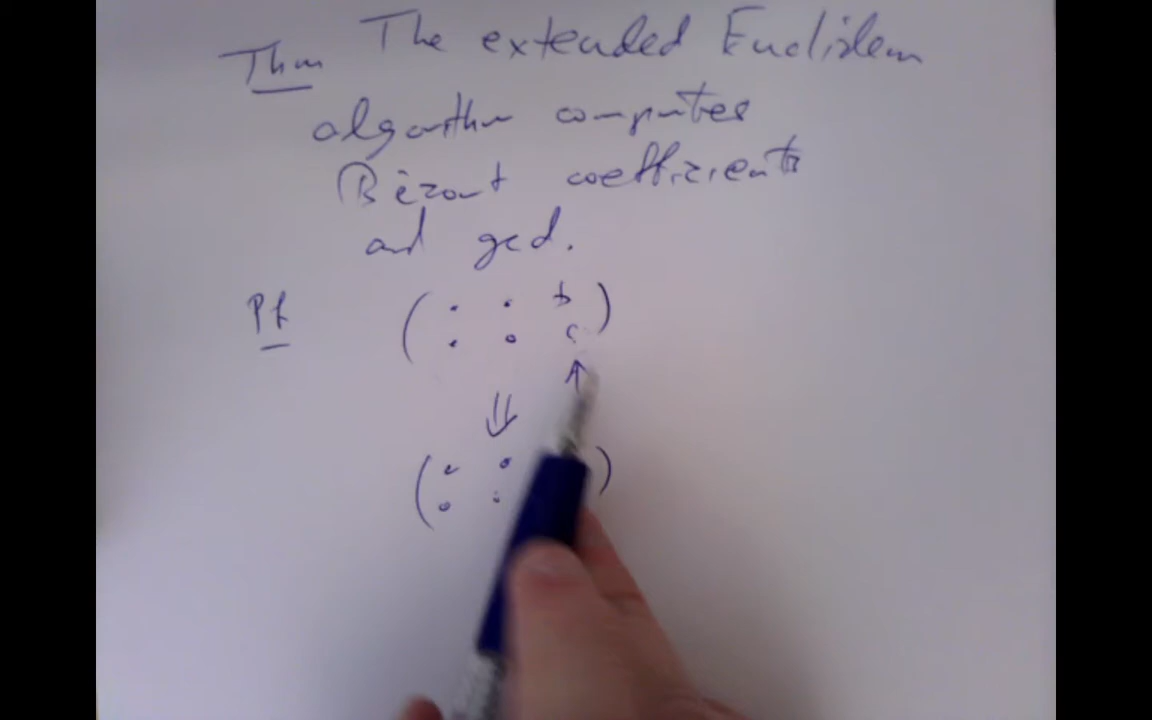 Thm The extended Euclidean
algorithm computes
Bézout coefficients
and gcd.
Pf ( . . b )
. . c
↑
⇓
( . . )
. .